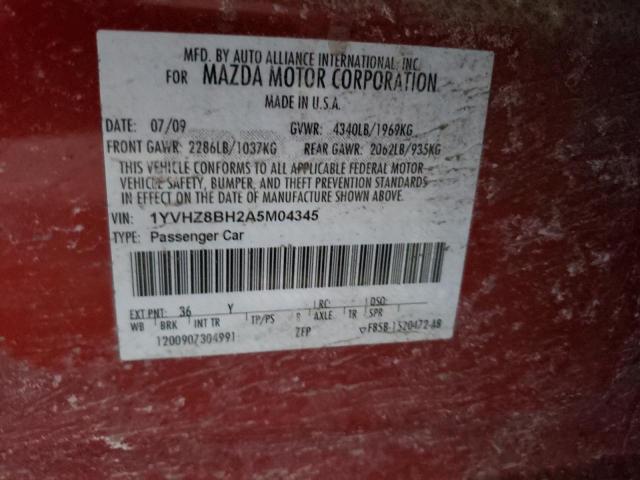 MFD. BY AUTO ALLIANCE INTERNATIONAL, INC.
FOR MAZDA MOTOR CORPORATION
MADE IN U.S.A.
DATE: 07/09 GVWR: 4340LB/1969KG
FRONT GAWR: 2286LB/1037KG REAR GAWR: 2062LB/935KG
THIS VEHICLE CONFORMS TO ALL APPLICABLE FEDERAL MOTOR
VEHICLE SAFETY, BUMPER, AND THEFT PREVENTION STANDARDS
IN EFFECT ON THE DATE OF MANUFACTURE SHOWN ABOVE.
VIN: 1YVHZ8BH2A5M04345
TYPE: Passenger Car
EXT PNT: 36 Y LRC: DSO:
WB BRK INT TR TP/PS R AXLE TR SPR
1200907304991 ZFP F85B-1520472-AB